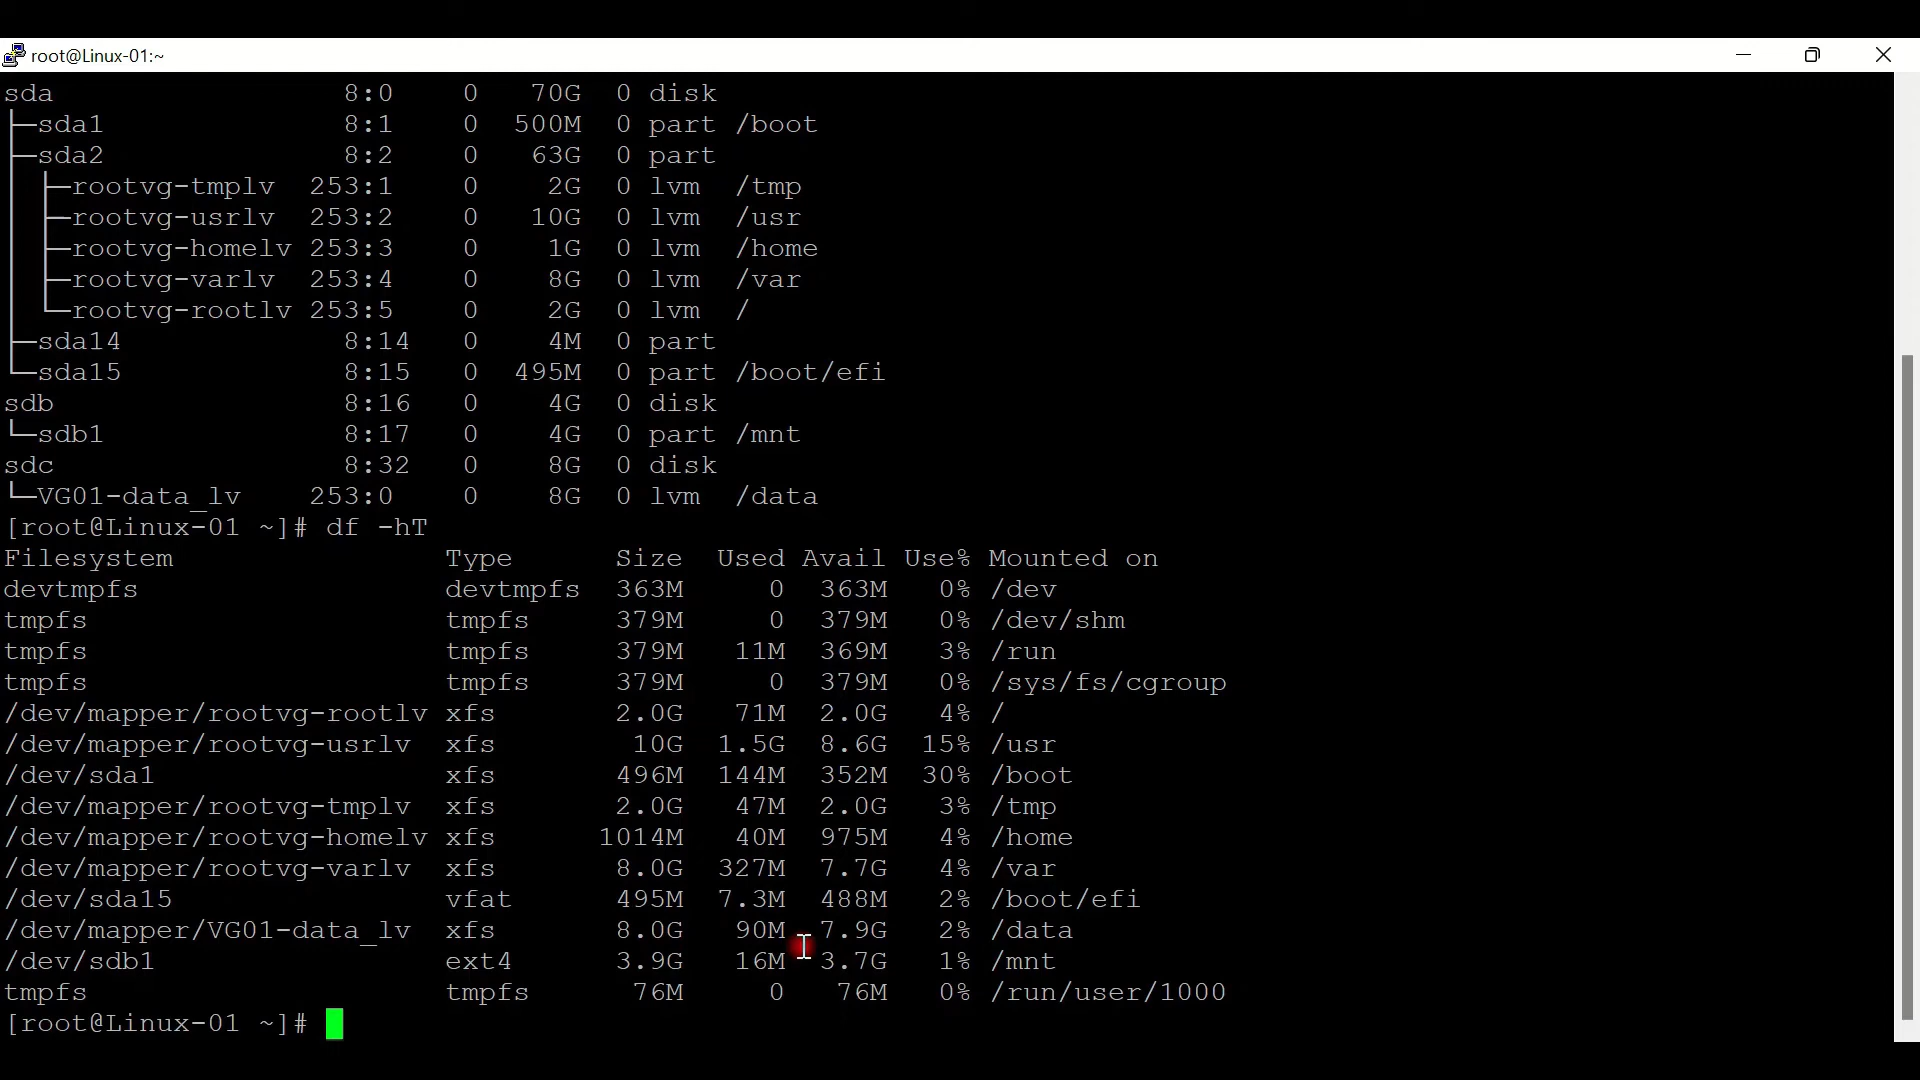 root@Linux-01:~
sda 8:0 0 70G 0 disk
├─sda1 8:1 0 500M 0 part /boot
├─sda2 8:2 0 63G 0 part
│ ├─rootvg-tmplv 253:1 0 2G 0 lvm /tmp
│ ├─rootvg-usrlv 253:2 0 10G 0 lvm /usr
│ ├─rootvg-homelv 253:3 0 1G 0 lvm /home
│ ├─rootvg-varlv 253:4 0 8G 0 lvm /var
│ └─rootvg-rootlv 253:5 0 2G 0 lvm /
├─sda14 8:14 0 4M 0 part
└─sda15 8:15 0 495M 0 part /boot/efi
sdb 8:16 0 4G 0 disk
└─sdb1 8:17 0 4G 0 part /mnt
sdc 8:32 0 8G 0 disk
└─VG01-data_lv 253:0 0 8G 0 lvm /data
[root@Linux-01 ~]# df -hT
Filesystem Type Size Used Avail Use% Mounted on
devtmpfs devtmpfs 363M 0 363M 0% /dev
tmpfs tmpfs 379M 0 379M 0% /dev/shm
tmpfs tmpfs 379M 11M 369M 3% /run
tmpfs tmpfs 379M 0 379M 0% /sys/fs/cgroup
/dev/mapper/rootvg-rootlv xfs 2.0G 71M 2.0G 4% /
/dev/mapper/rootvg-usrlv xfs 10G 1.5G 8.6G 15% /usr
/dev/sda1 xfs 496M 144M 352M 30% /boot
/dev/mapper/rootvg-tmplv xfs 2.0G 47M 2.0G 3% /tmp
/dev/mapper/rootvg-homelv xfs 1014M 40M 975M 4% /home
/dev/mapper/rootvg-varlv xfs 8.0G 327M 7.7G 4% /var
/dev/sda15 vfat 495M 7.3M 488M 2% /boot/efi
/dev/mapper/VG01-data_lv xfs 8.0G 90M 7.9G 2% /data
/dev/sdb1 ext4 3.9G 16M 3.7G 1% /mnt
tmpfs tmpfs 76M 0 76M 0% /run/user/1000
[root@Linux-01 ~]#